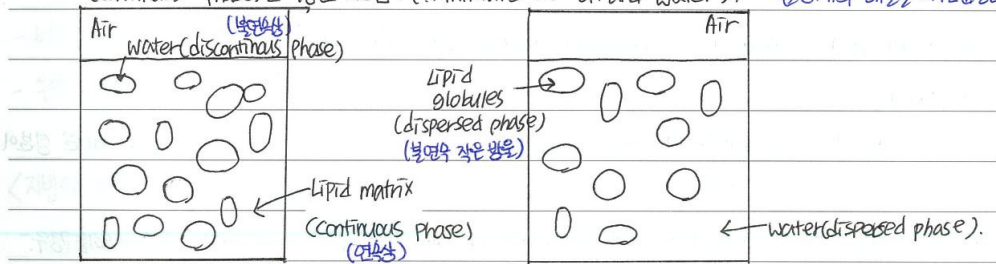 Air
(불연속상)
water(discontinous phase)
Lipid matrix
(continuous phase)
(연속상)
Air
Lipid
globules
(dispersed phase)
(불연속 작은 방울)
water(dispersed phase).